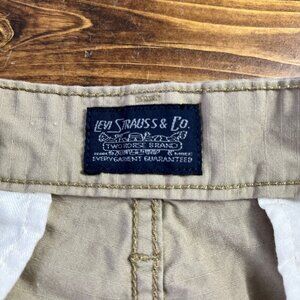 LEVI STRAUSS & CO.
TWO HORSE BRAND
EVERY GARMENT GUARANTEED